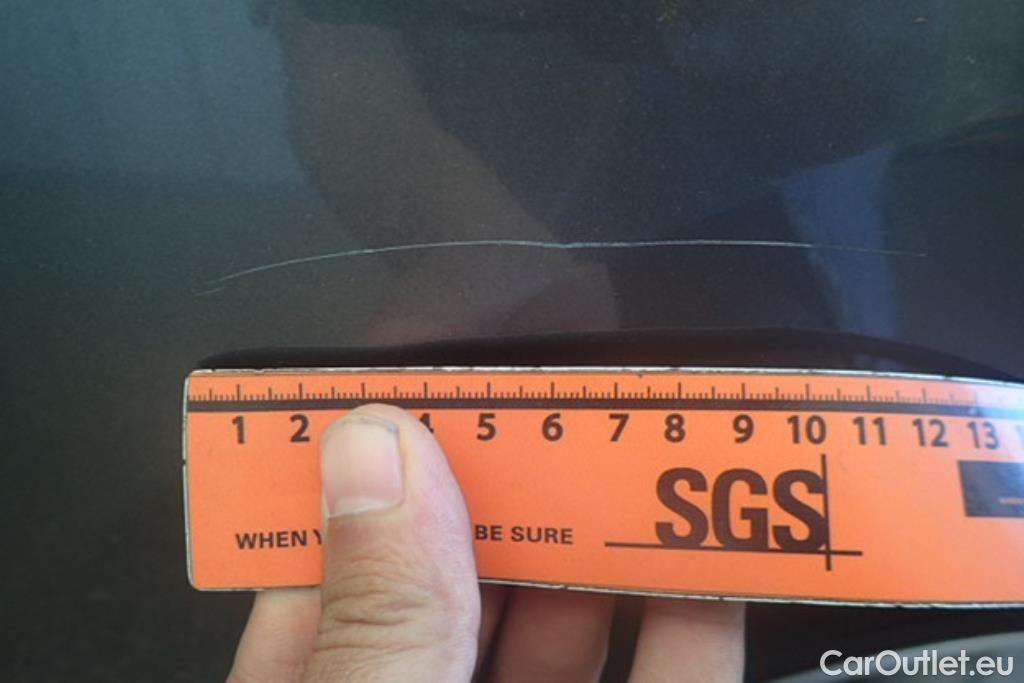 1 2 4 5 6 7 8 9 10 11 12 13
SGS
WHEN BE SURE
CarOutlet.eu